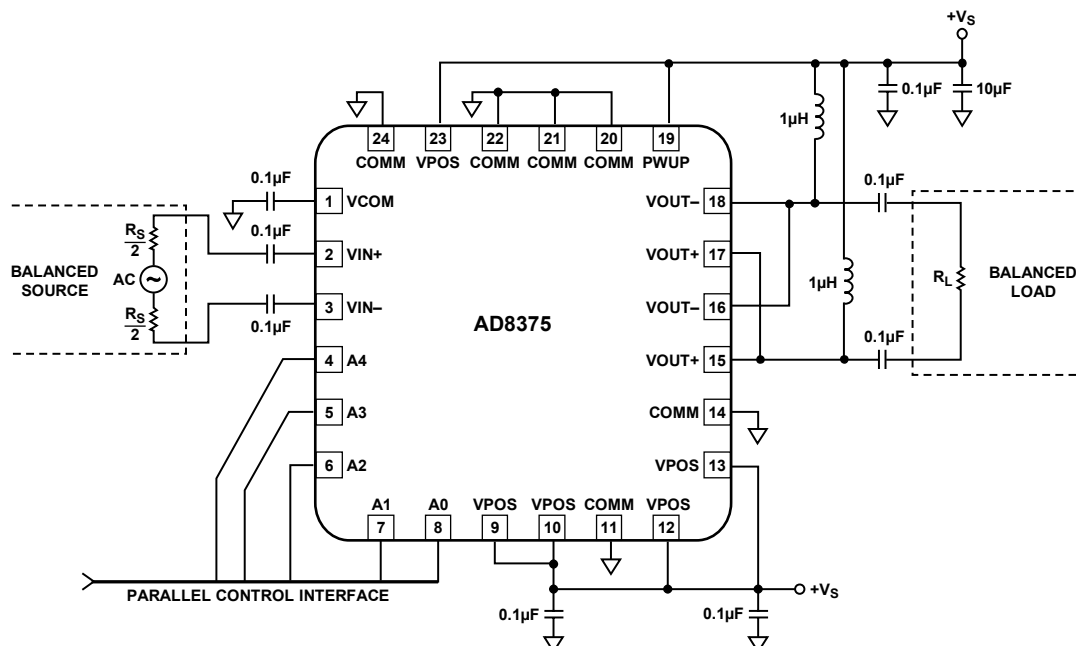 +VS
0.1µF
10µF
1µH
24 23 22 21 20 19
COMM VPOS COMM COMM COMM PWUP
0.1µF
1 VCOM
VOUT– 18
0.1µF
RS
2
0.1µF
2 VIN+
VOUT+ 17
BALANCED
SOURCE
AC
RS
2
0.1µF
3 VIN–
VOUT– 16
1µH
RL
BALANCED
LOAD
AD8375
4 A4
VOUT+ 15
0.1µF
5 A3
COMM 14
6 A2
VPOS 13
A1 A0 VPOS VPOS COMM VPOS
7 8 9 10 11 12
PARALLEL CONTROL INTERFACE
+VS
0.1µF
0.1µF